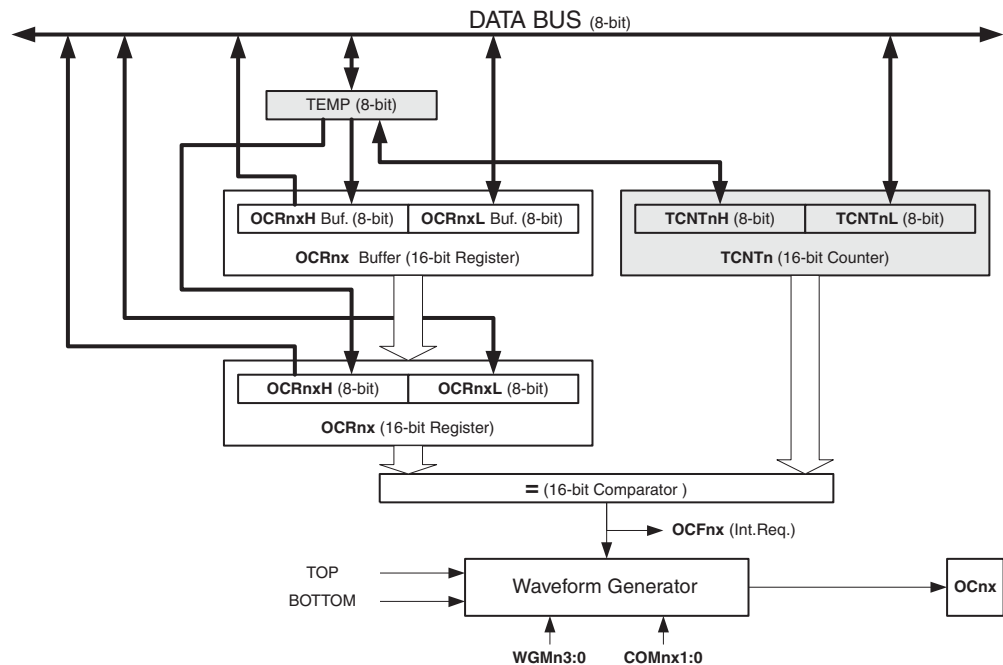 DATA BUS (8-bit)
TEMP (8-bit)
OCRnxH Buf. (8-bit)
OCRnxL Buf. (8-bit)
OCRnx Buffer (16-bit Register)
TCNTnH (8-bit)
TCNTnL (8-bit)
TCNTn (16-bit Counter)
OCRnxH (8-bit)
OCRnxL (8-bit)
OCRnx (16-bit Register)
= (16-bit Comparator )
OCFnx (Int.Req.)
TOP
BOTTOM
Waveform Generator
OCnx
WGMn3:0
COMnx1:0